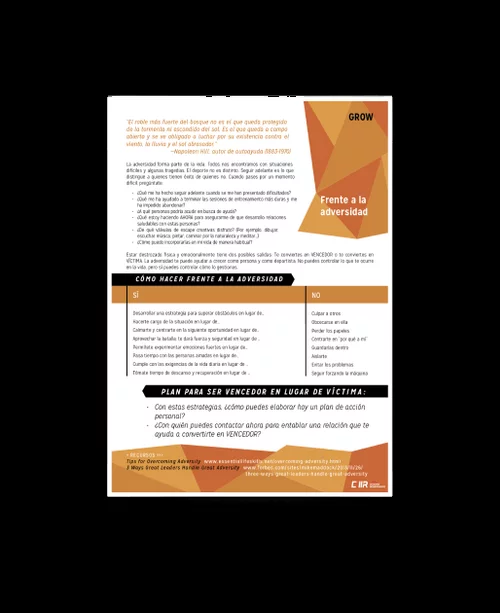 GROW
Frente a la
adversidad
"El roble más fuerte del bosque no es el que queda protegido
de la tormenta ni escondido del sol. Es el que queda a campo
abierto y se ve obligado a luchar por su existencia contra el
viento, la lluvia y el sol abrasador."
—Napoleon Hill, autor de autoayuda (1883-1970)
La adversidad forma parte de la vida. Todos nos encontramos con situaciones
difíciles y algunas tragedias. El deporte no es distinto. Seguir adelante es lo que
distingue a quienes tienen éxito de quienes no. Cuando pases por un momento
difícil pregúntate:
- ¿Qué me ha hecho seguir adelante cuando se me han presentado dificultades?
- ¿Qué me ha ayudado a terminar las sesiones de entrenamiento más duras y me
ha impedido abandonar?
- ¿A qué personas podría acudir en busca de ayuda?
- ¿Qué estoy haciendo AHORA para asegurarme de que desarrollo relaciones
saludables con estas personas?
- ¿De qué válvulas de escape creativas disfruto? (Por ejemplo, dibujar,
escuchar música, pintar, caminar por la naturaleza y meditar...)
- ¿Cómo puedo incorporarlas en mi vida de manera habitual?
Estar destrozado física y emocionalmente tiene dos posibles salidas. Te conviertes en VENCEDOR o te conviertes en
VÍCTIMA. La adversidad te puede ayudar a crecer como persona y como deportista. No puedes controlar lo que te ocurra
en la vida, pero sí puedes controlar cómo lo gestionas.
CÓMO HACER FRENTE A LA ADVERSIDAD
SÍ NO
Desarrollar una estrategia para superar obstáculos en lugar de... Culpar a otros
Hacerte cargo de la situación en lugar de... Obsesionarse en ella
Calmarte y centrarte en la siguiente oportunidad en lugar de... Perder los papeles
Aprovechar la batalla: te dará fuerza y seguridad en lugar de... Centrarte en "por qué a mí"
Permitirte experimentar emociones fuertes en lugar de... Guardarlas dentro
Pasa tiempo con las personas amadas en lugar de... Aislarte
Cumple con las exigencias de la vida diaria en lugar de... Evitar los problemas
Tómate tiempo de descanso y recuperación en lugar de... Seguir forzando la máquina
PLAN PARA SER VENCEDOR EN LUGAR DE VÍCTIMA:
- Con estas estrategias, ¿cómo puedes elaborar hoy un plan de acción
personal?
- ¿Con quién puedes contactar ahora para entablar una relación que te
ayuda a convertirte en VENCEDOR?
+ RECURSOS >>>
Tips for Overcoming Adversity
3 Ways Great Leaders Handle Great Adversity
three-ways-great-leaders-handle-great-adversity